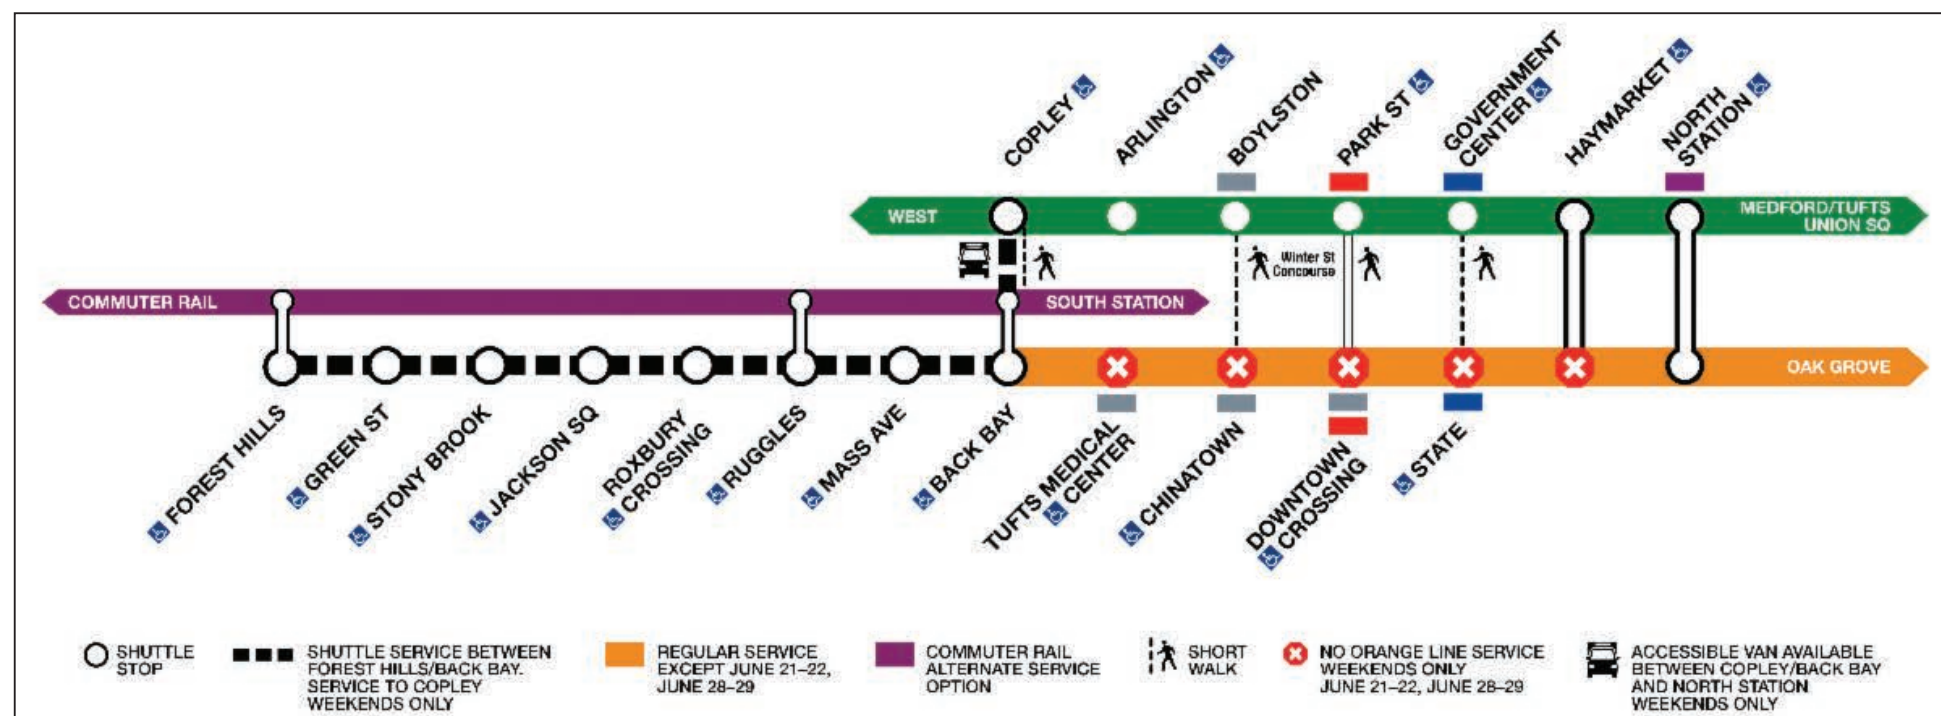 COPLEY
ARLINGTON
BOYLSTON
PARK ST
GOVERNMENT
CENTER
HAYMARKET
NORTH
STATION
WEST
MEDFORD/TUFTS
UNION SQ
Winter St
Concourse
COMMUTER RAIL
SOUTH STATION
OAK GROVE
FOREST HILLS
GREEN ST
STONY BROOK
JACKSON SQ
ROXBURY
CROSSING
RUGGLES
MASS AVE
BACK BAY
TUFTS MEDICAL
CENTER
CHINATOWN
DOWNTOWN
CROSSING
STATE
SHUTTLE
STOP
SHUTTLE SERVICE BETWEEN
FOREST HILLS/BACK BAY.
SERVICE TO COPLEY
WEEKENDS ONLY
REGULAR SERVICE
EXCEPT JUNE 21–22,
JUNE 28–29
COMMUTER RAIL
ALTERNATE SERVICE
OPTION
SHORT
WALK
NO ORANGE LINE SERVICE
WEEKENDS ONLY
JUNE 21–22, JUNE 28–29
ACCESSIBLE VAN AVAILABLE
BETWEEN COPLEY/BACK BAY
AND NORTH STATION
WEEKENDS ONLY